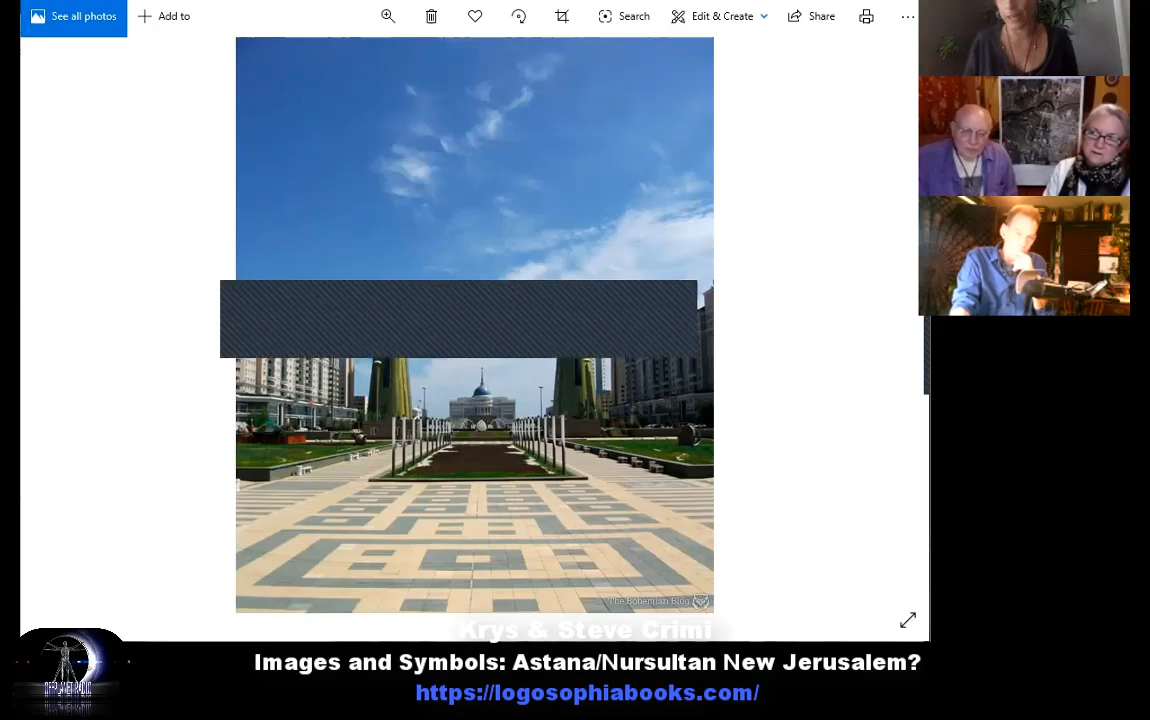 See all photos
Add to
Search
Edit & Create
Share
The Bohemian Blog
Krys & Steve Crimi
Images and Symbols: Astana/Nursultan New Jerusalem?
https://logosophiabooks.com/